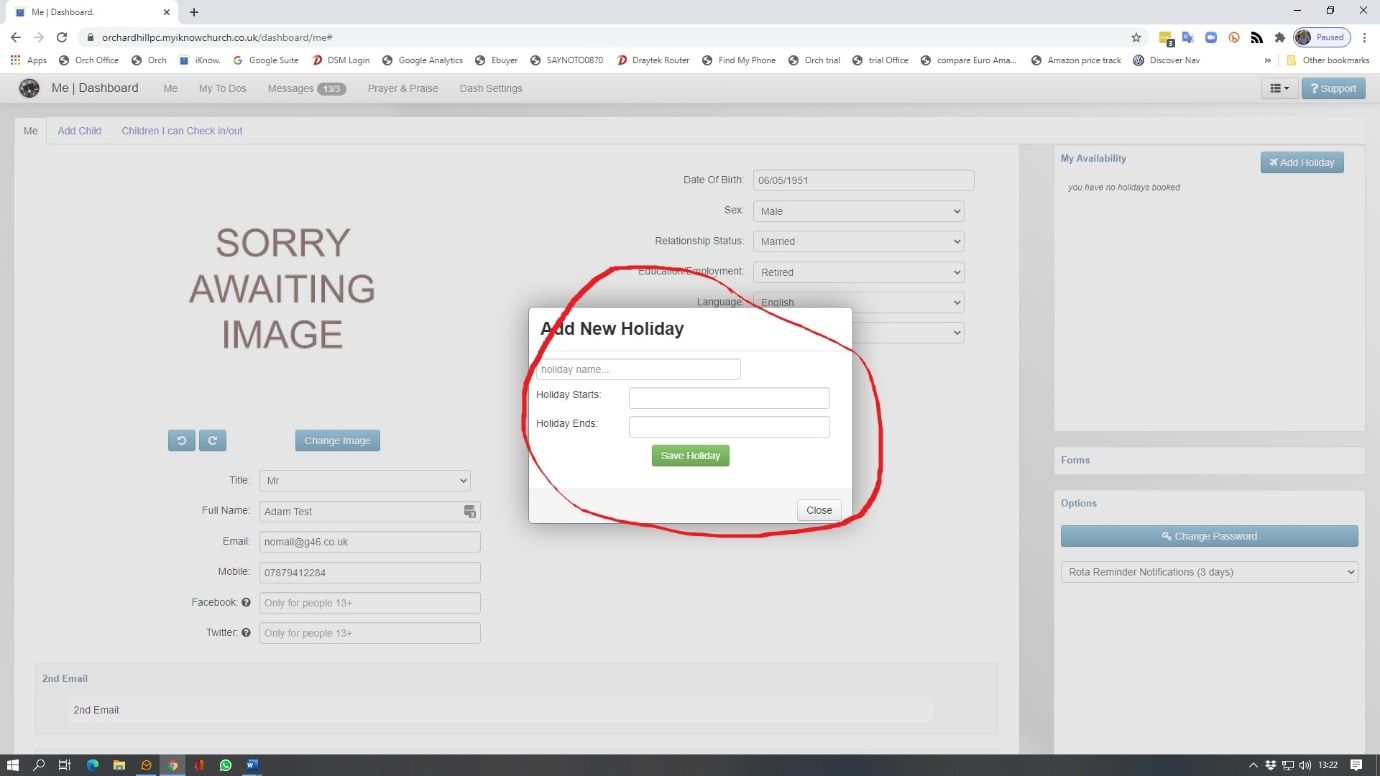 Me | Dashboard.
orchardhillpc.myiknowchurch.co.uk/dashboard/me#
3
Paused
Apps Orch Office Orch iKnow. Google Suite DSM Login Google Analytics Ebuyer SAYNOTO0870 Draytek Router Find My Phone Orch trial trial Office compare Euro Ama... Amazon price track Discover Nav » Other bookmarks
Me | Dashboard Me My To Dos Messages 13/3 Prayer & Praise Dash Settings ? Support
Me Add Child Children I can Check in/out
My Availability Add Holiday
you have no holidays booked
Date Of Birth: 06/05/1951
Sex: Male
Relationship Status: Married
Education/Employment: Retired
Language: English
SORRY
AWAITING
IMAGE
Add New Holiday
holiday name...
Holiday Starts:
Holiday Ends:
Save Holiday
Close
Change Image
Title: Mr
Full Name: Adam Test
Email: nomail@g46.co.uk
Mobile: 07879412284
Facebook: Only for people 13+
Twitter: Only for people 13+
2nd Email
2nd Email:
Forms
Options
Change Password
Rota Reminder Notifications (3 days)
13:22